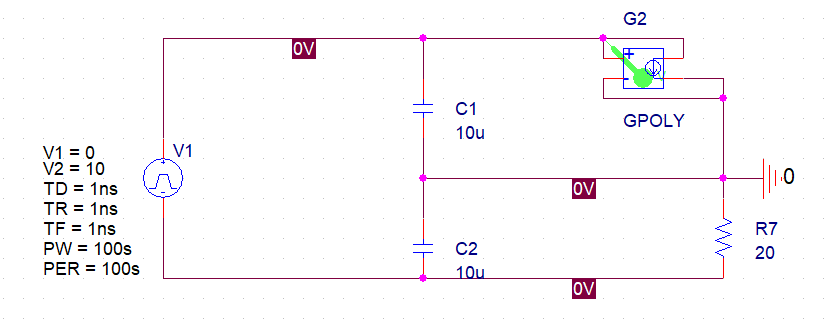 G2
0V
+
-
C1
10u
GPOLY
V1
V1 = 0
V2 = 10
TD = 1ns
TR = 1ns
TF = 1ns
PW = 100s
PER = 100s
+
-
0V
0
C2
10u
R7
20
0V